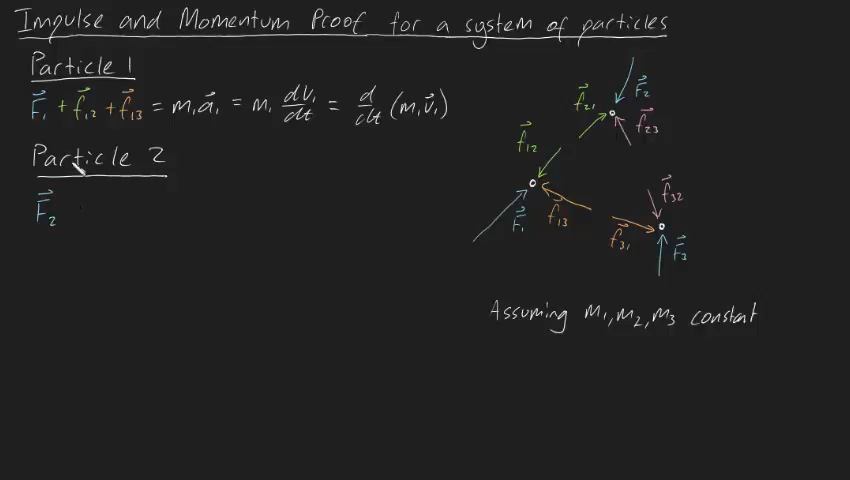 Impulse and Momentum Proof for a system of particles
Particle 1
F⃗₁ + f⃗₁₂ + f⃗₁₃ = m₁a⃗₁ = m₁ dv⃗₁/dt = d/dt (m₁v⃗₁)
Particle 2
F⃗₂
F⃗₂
f⃗₂₁
f⃗₂₃
f⃗₁₂
f⃗₃₂
F⃗₁
f⃗₁₃
f⃗₃₁
F⃗₃
Assuming m₁, m₂, m₃ constant